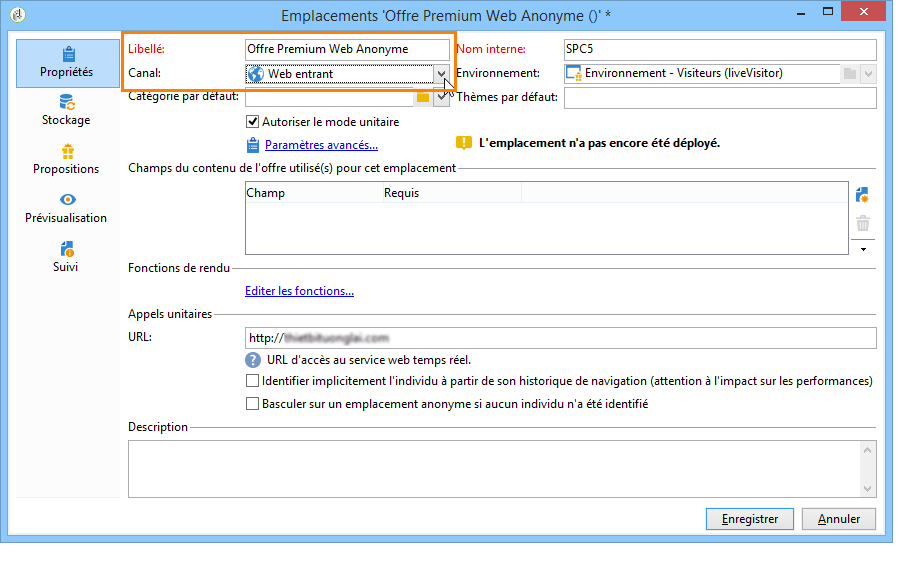 Emplacements 'Offre Premium Web Anonyme ()' *
Propriétés
Stockage
Propositions
Prévisualisation
Suivi
Libellé: Offre Premium Web Anonyme Nom interne: SPC5
Canal: Web entrant Environnement: Environnement - Visiteurs (liveVisitor)
Catégorie par défaut: Thèmes par défaut:
Autoriser le mode unitaire
Paramètres avancés... L'emplacement n'a pas encore été déployé.
Champs du contenu de l'offre utilisé(s) pour cet emplacement
Champ Requis
Fonctions de rendu
Editer les fonctions...
Appels unitaires
URL: http://
URL d'accès au service web temps réel.
Identifier implicitement l'individu à partir de son historique de navigation (attention à l'impact sur les performances)
Basculer sur un emplacement anonyme si aucun individu n'a été identifié
Description
Enregistrer Annuler